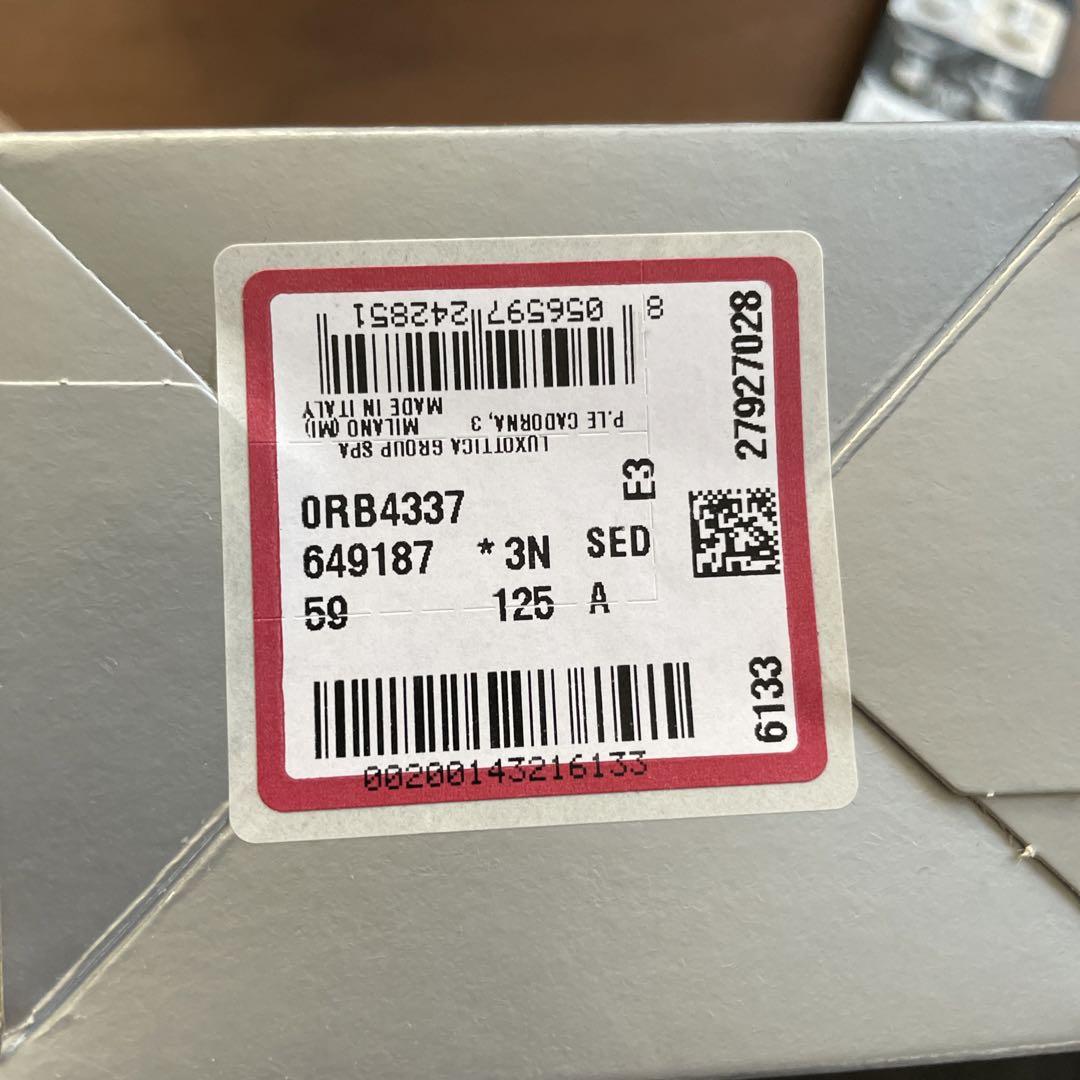 0RB4337
649187 * 3N SED
59 125 A
E3
00200143216133
27927028
6133
LUXOTTICA GROUP SPA
P.LE CADORNA, 3 MILANO (MI)
MADE IN ITALY
8 056597 242851